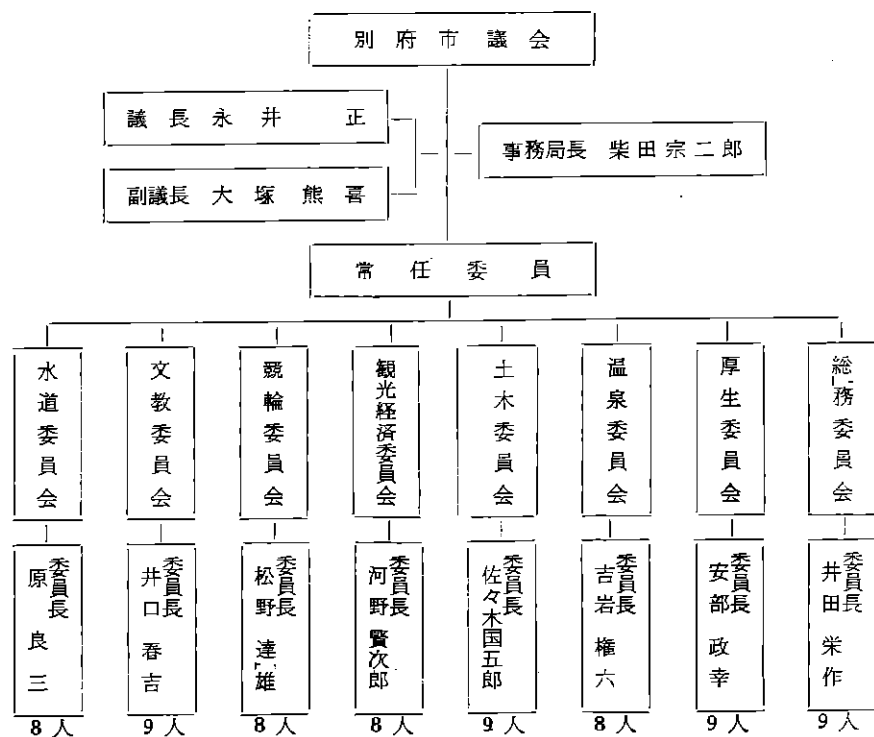 別府市議会
議長 永井 正
事務局長 柴田宗二郎
副議長 大塚熊喜
常任委員
総務委員会
厚生委員会
温泉委員会
土木委員会
観光経済委員会
競輪委員会
文教委員会
水道委員会
委員長 井田栄作
委員長 安部政幸
委員長 吉岩権六
委員長 佐々木国五郎
委員長 河野賢次郎
委員長 松野達雄
委員長 井口春吉
委員長 原良三
8人 9人 8人 8人 9人 8人 9人 9人